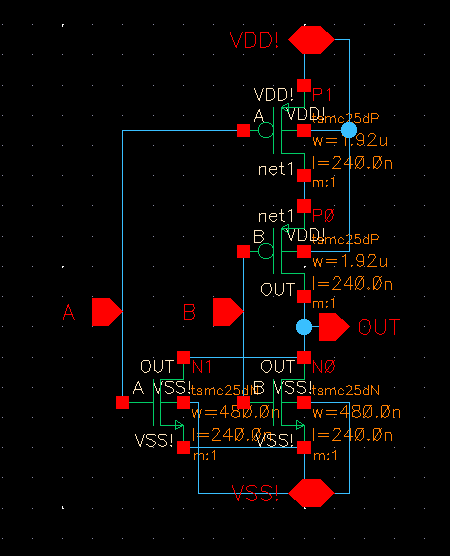 VDD!
P1
VDD!
A
VDD!
tsmc25dP
w=1.92u
l=240.0n
net1
m:1
net1
P0
B
VDD!
tsmc25dP
w=1.92u
l=240.0n
OUT
m:1
A
B
OUT
OUT
N1
N0
A
VSS!
tsmc25dN
B
VSS!
tsmc25dN
w=480.0n
w=480.0n
VSS!
l=240.0n
VSS!
l=240.0n
m:1
m:1
VSS!